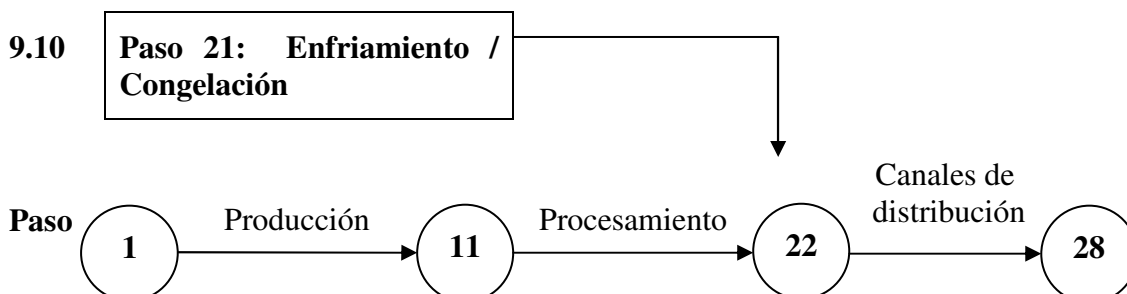 9.10 Paso 21: Enfriamiento /
Congelación
Canales de
distribución
Paso 1 Producción 11 Procesamiento 22 28